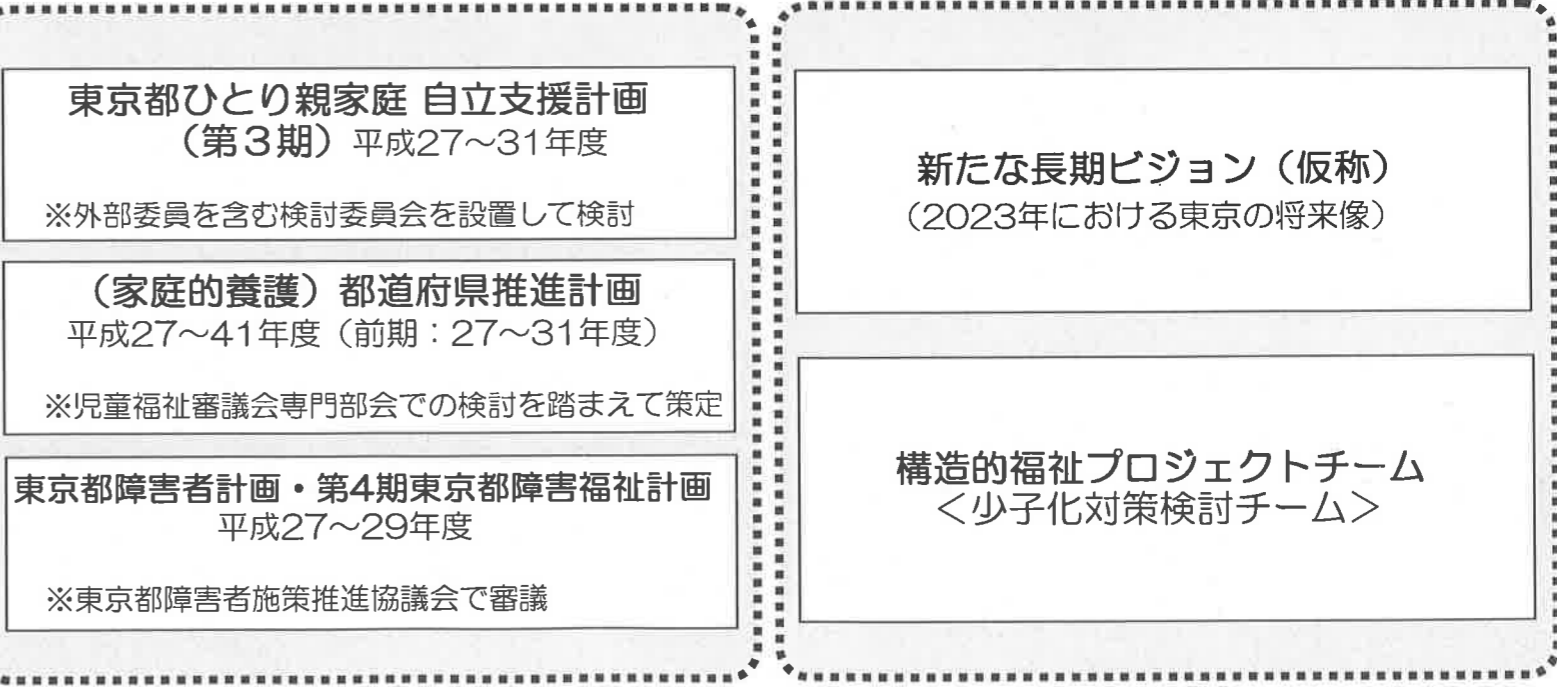 東京都ひとり親家庭 自立支援計画
（第３期）平成27～31年度
※外部委員を含む検討委員会を設置して検討
（家庭的養護）都道府県推進計画
平成27～41年度（前期：27～31年度）
※児童福祉審議会専門部会での検討を踏まえて策定
東京都障害者計画・第4期東京都障害福祉計画
平成27～29年度
※東京都障害者施策推進協議会で審議
新たな長期ビジョン（仮称）
（2023年における東京の将来像）
構造的福祉プロジェクトチーム
＜少子化対策検討チーム＞